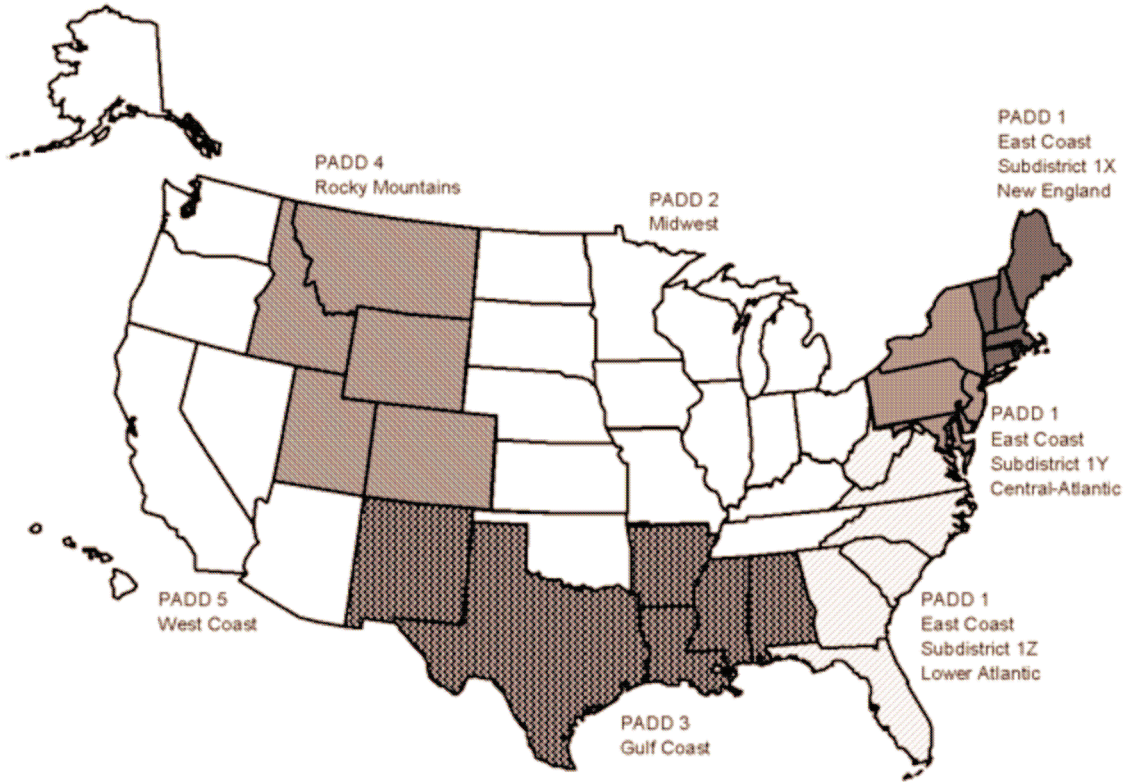 PADD 1
East Coast
Subdistrict 1X
New England
PADD 4
Rocky Mountains
PADD 2
Midwest
PADD 1
East Coast
Subdistrict 1Y
Central-Atlantic
PADD 5
West Coast
PADD 1
East Coast
Subdistrict 1Z
Lower Atlantic
PADD 3
Gulf Coast